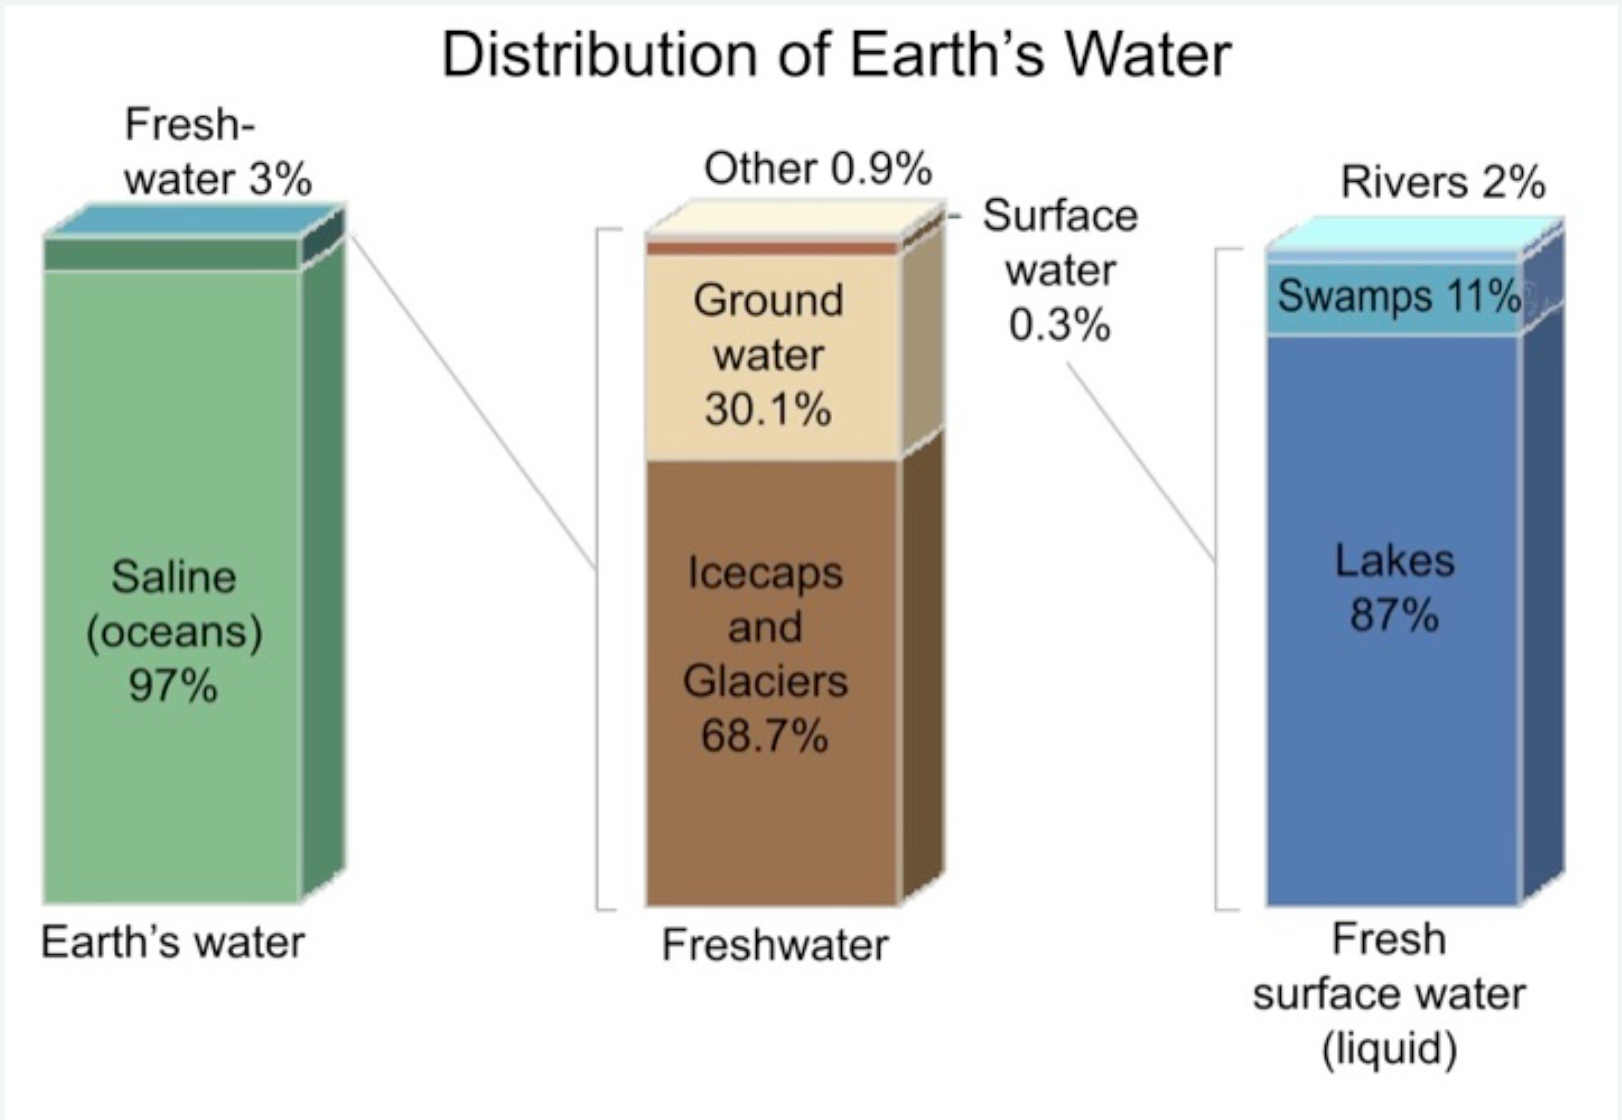 Distribution of Earth’s Water
Fresh-
water 3%
Saline
(oceans)
97%
Earth’s water
Other 0.9%
Surface
water
0.3%
Ground
water
30.1%
Icecaps
and
Glaciers
68.7%
Freshwater
Rivers 2%
Swamps 11%
Lakes
87%
Fresh
surface water
(liquid)